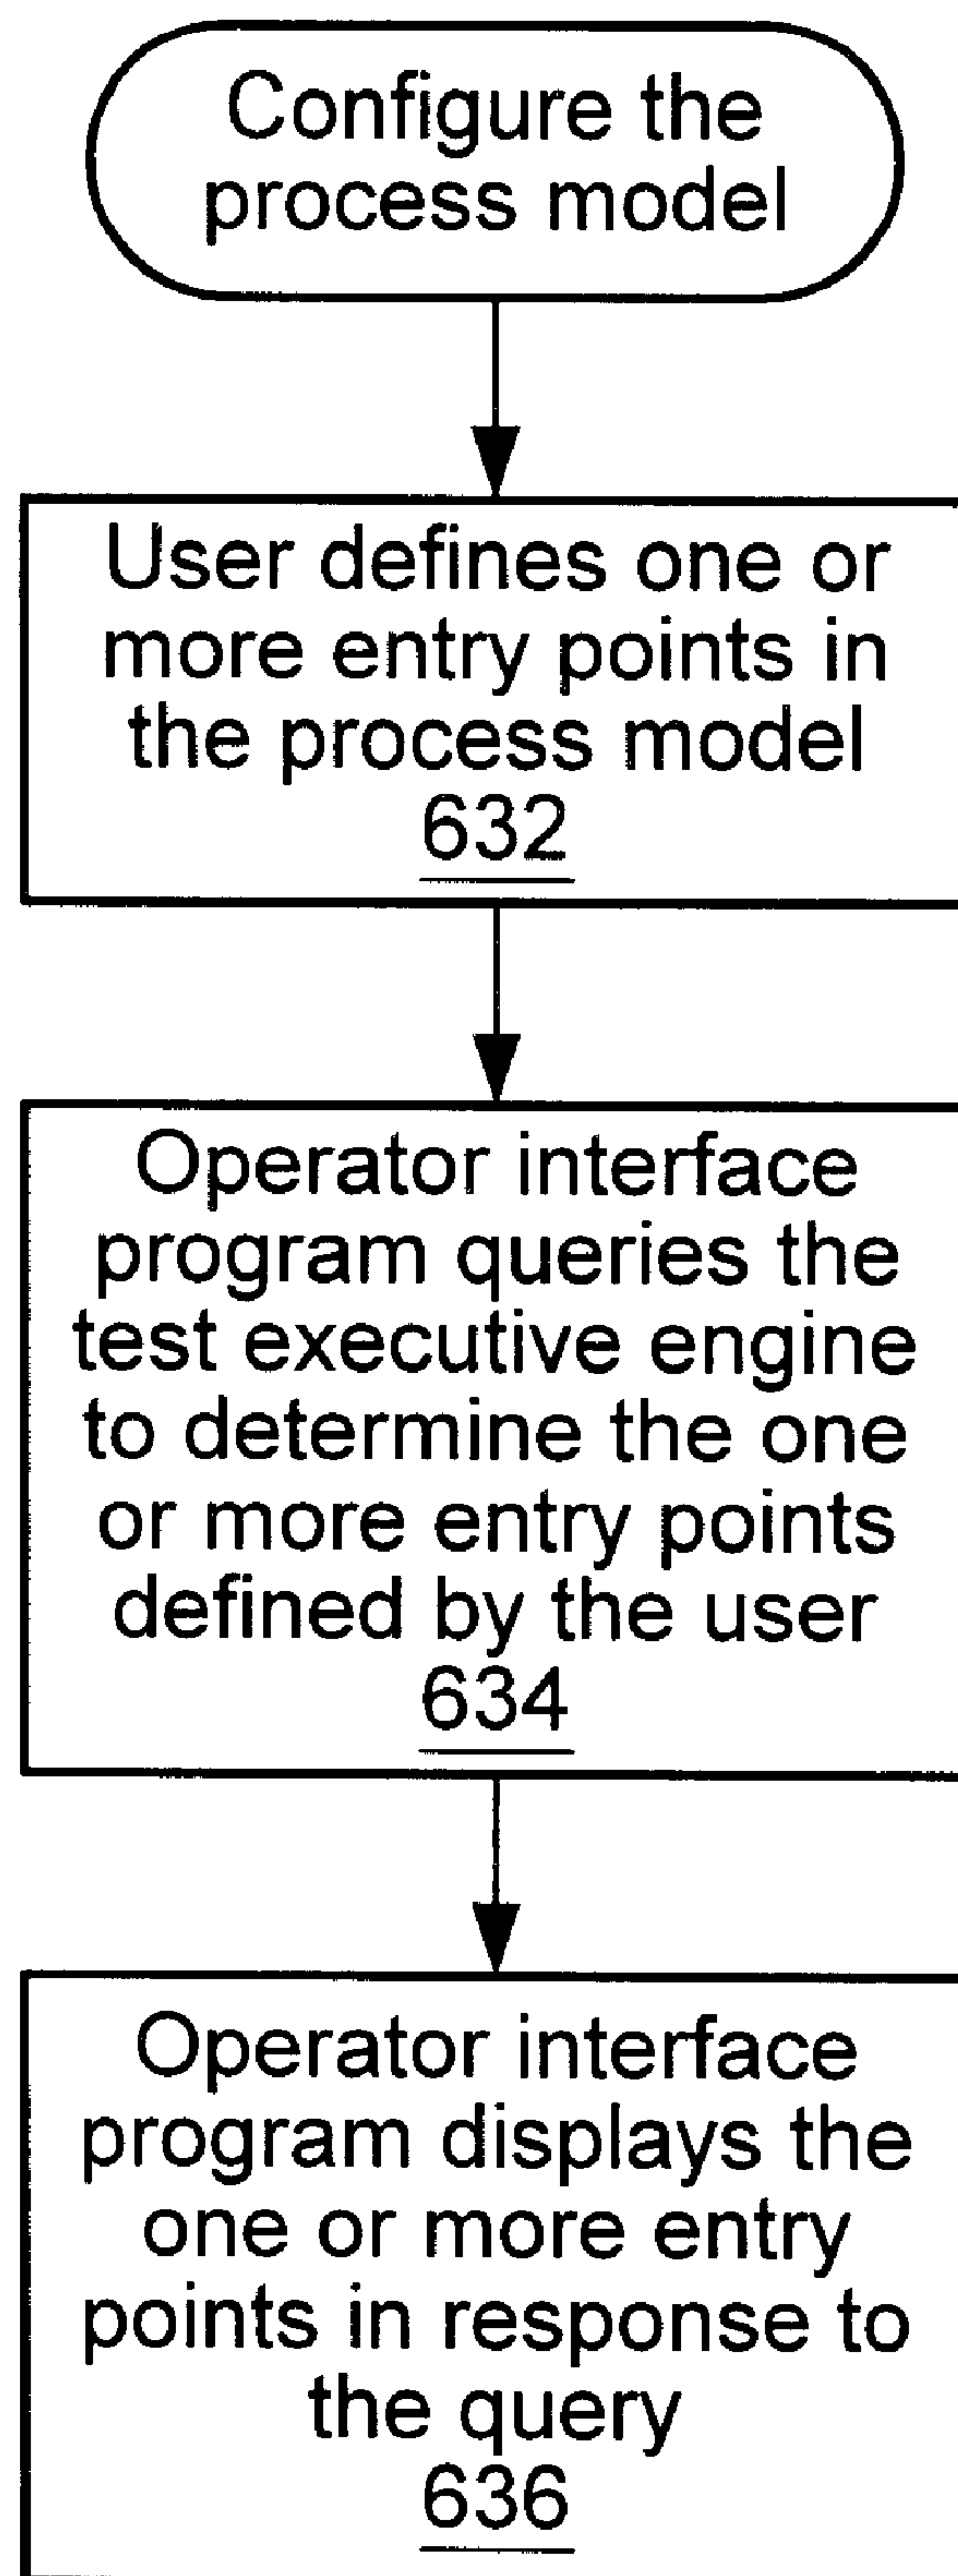 Configure the
process model
User defines one or
more entry points in
the process model
632
Operator interface
program queries the
test executive engine
to determine the one
or more entry points
defined by the user
634
Operator interface
program displays the
one or more entry
points in response to
the query
636